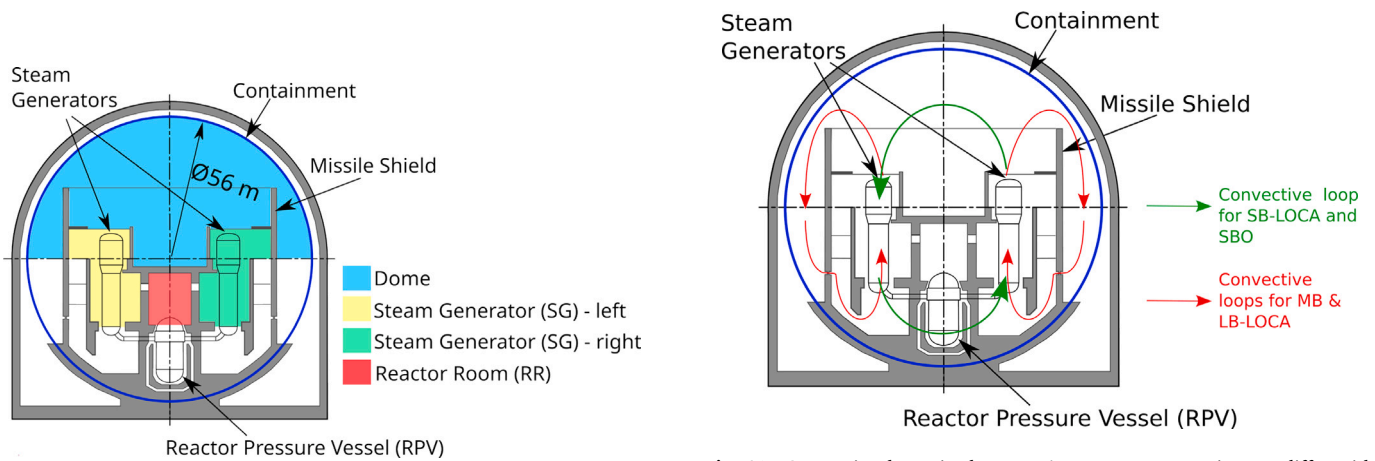 Steam
Generators
Containment
Missile Shield
Ø56 m
Dome
Steam Generator (SG) - left
Steam Generator (SG) - right
Reactor Room (RR)
Reactor Pressure Vessel (RPV)
Steam
Generators
Containment
Missile Shield
Convective loop
for SB-LOCA and
SBO
Convective
loops for MB &
LB-LOCA
Reactor Pressure Vessel (RPV)